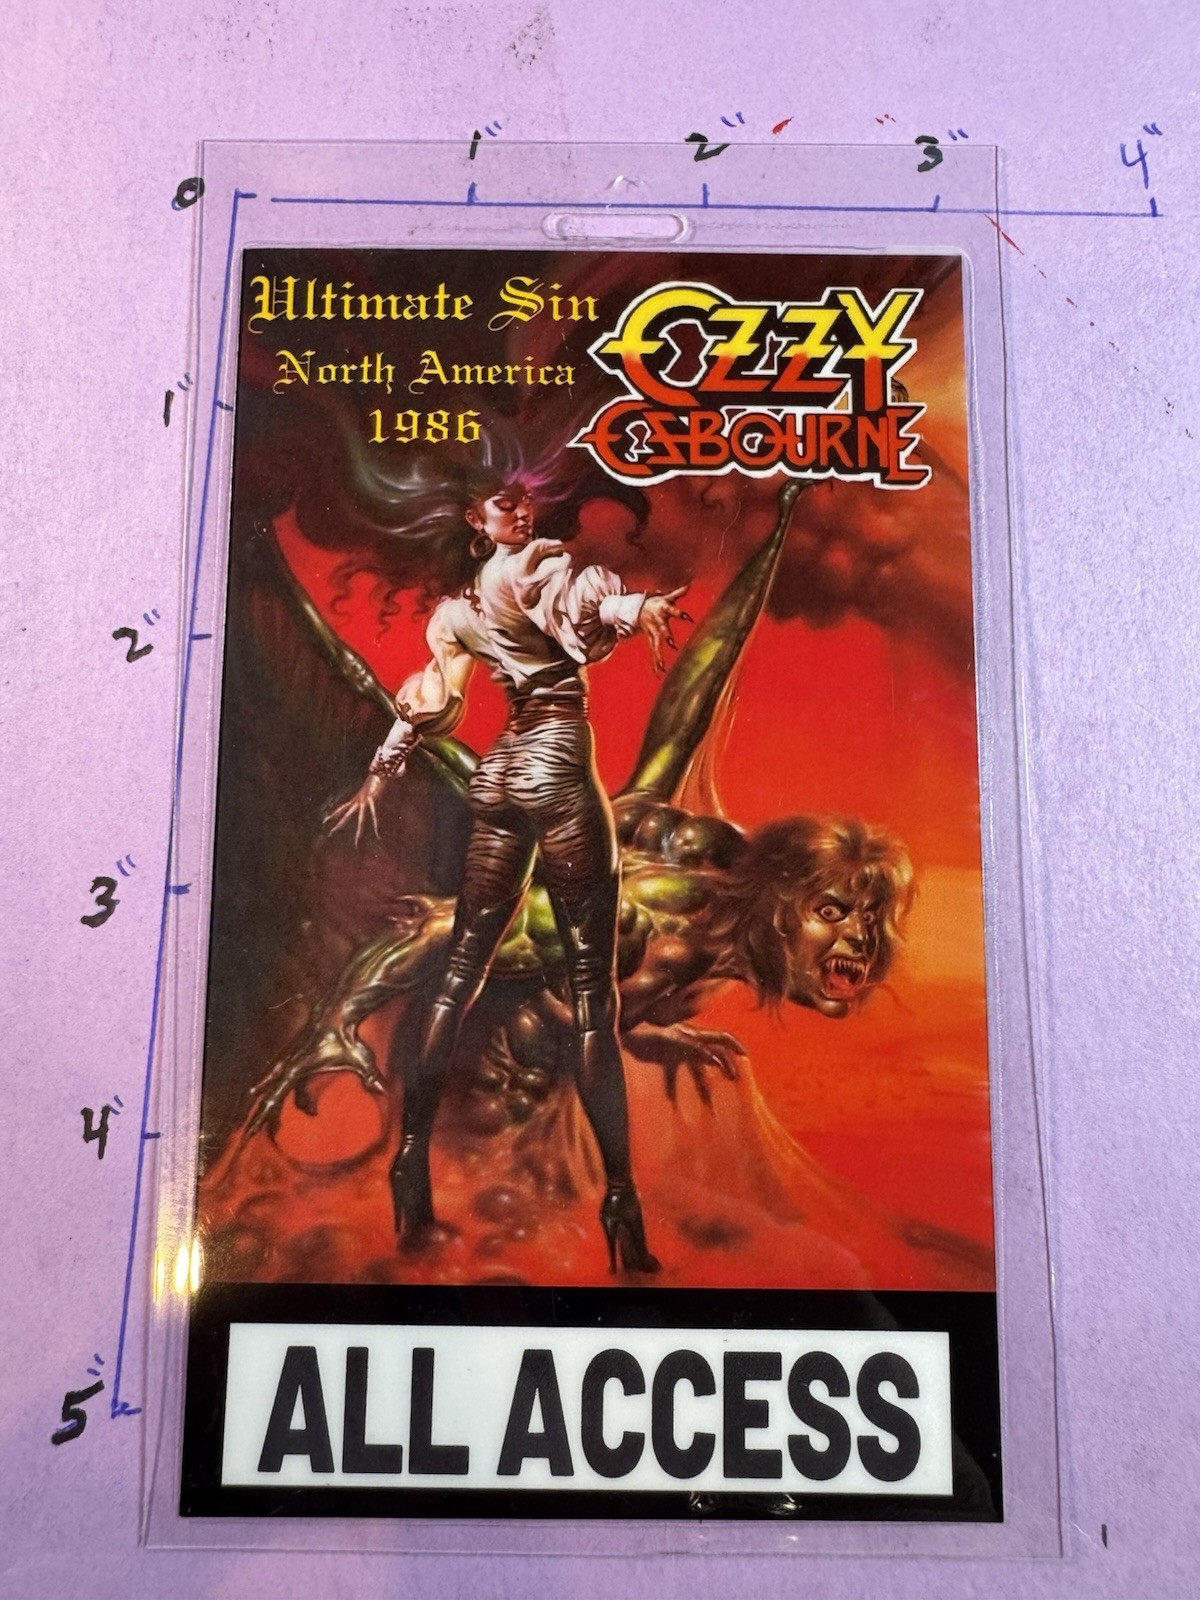 1" 2" 3" 4"
0
Ultimate Sin
North America
1986
OZZY
OSBOURNE
1"
2"
3"
4"
5"
ALL ACCESS